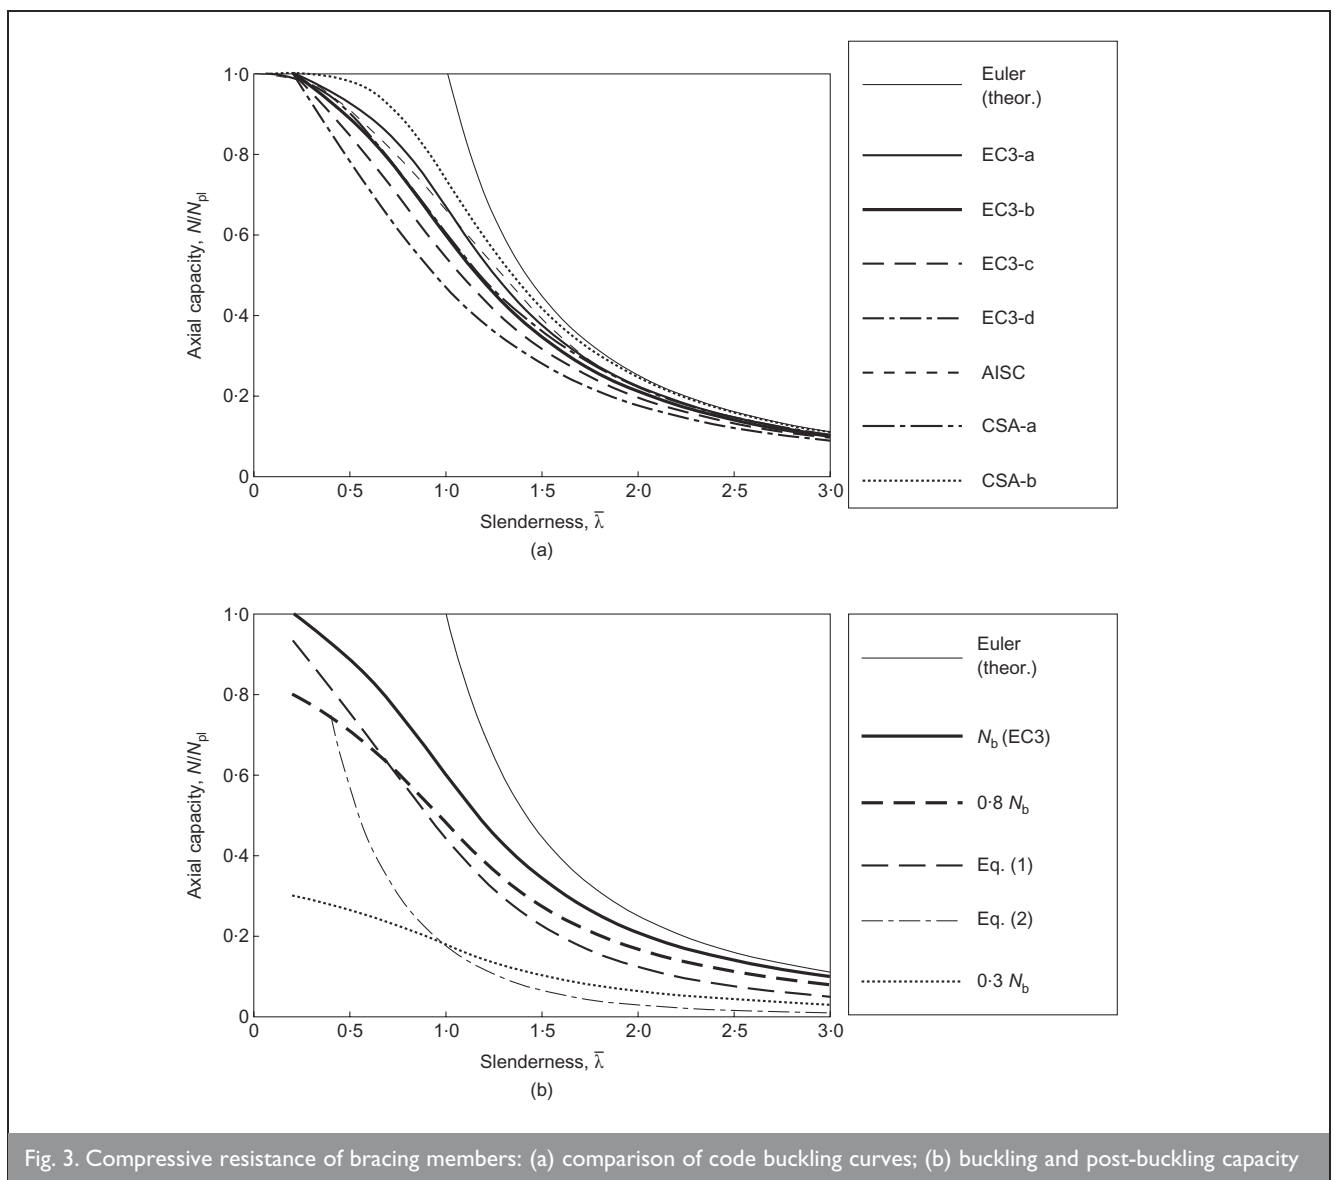 1·0
0·8
0·6
0·4
0·2
0
Axial capacity, N/Npl
0 0·5 1·0 1·5 2·0 2·5 3·0
Slenderness, λ̅
(a)
Euler
(theor.)
EC3-a
EC3-b
EC3-c
EC3-d
AISC
CSA-a
CSA-b
1·0
0·8
0·6
0·4
0·2
0
Axial capacity, N/Npl
0 0·5 1·0 1·5 2·0 2·5 3·0
Slenderness, λ̅
(b)
Euler
(theor.)
Nb (EC3)
0·8 Nb
Eq. (1)
Eq. (2)
0·3 Nb
Fig. 3. Compressive resistance of bracing members: (a) comparison of code buckling curves; (b) buckling and post-buckling capacity